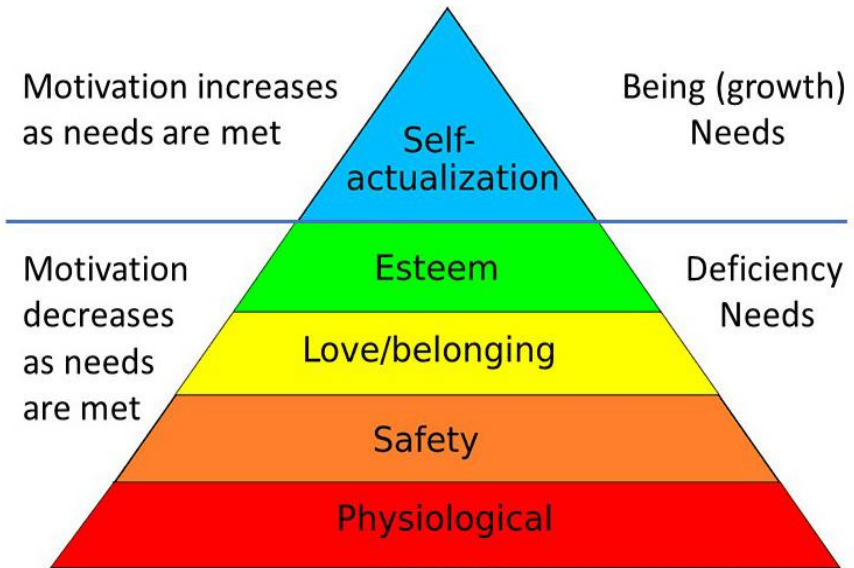 Motivation increases
as needs are met
Being (growth)
Needs
Self-
actualization
Motivation
decreases
as needs
are met
Esteem
Deficiency
Needs
Love/belonging
Safety
Physiological